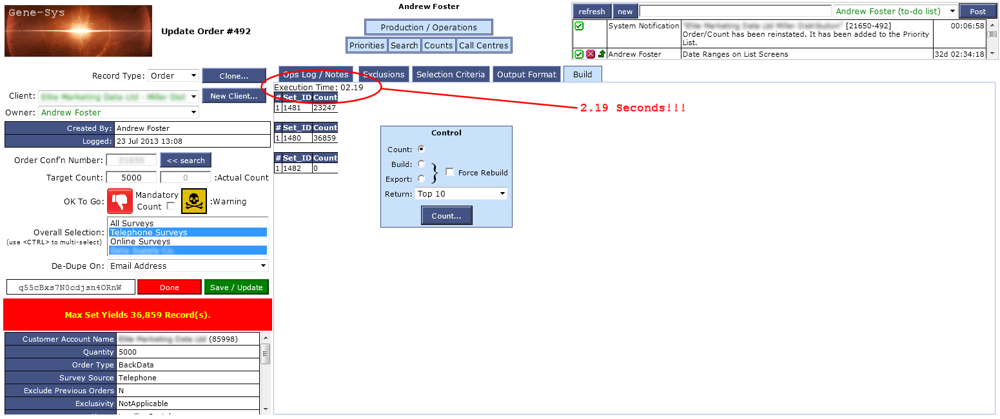 Gene-Sys
Update Order #492
Andrew Foster
Production / Operations
Priorities Search Counts Call Centres
refresh new Andrew Foster (to-do list) Post
System Notification [21650-492] 00:06:58
Order/Count has been reinstated. It has been added to the Priority
List.
Andrew Foster Date Ranges on List Screens 32d 02:34:18
Record Type: Order Clone...
Client: New Client...
Owner: Andrew Foster
Created By: Andrew Foster
Logged: 23 Jul 2013 13:08
Order Conf'n Number: << search
Target Count: 5000 0 :Actual Count
OK To Go: Mandatory Count :Warning
Overall Selection:
(use <CTRL> to multi-select)
All Surveys
Telephone Surveys
Online Surveys
De-Dupe On: Email Address
q55cBxs7N0cdjsn4ORnW Done Save / Update
Max Set Yields 36,859 Record(s).
Customer Account Name (85998)
Quantity 5000
Order Type BackData
Survey Source Telephone
Exclude Previous Orders N
Exclusivity NotApplicable
Ops Log / Notes Exclusions Selection Criteria Output Format Build
Execution Time: 02.19
# Set_ID Count
1 1481 23247
# Set_ID Count
1 1480 36859
# Set_ID Count
1 1482 0
2.19 Seconds!!!
Control
Count:
Build:
Force Rebuild
Export:
Return: Top 10
Count...